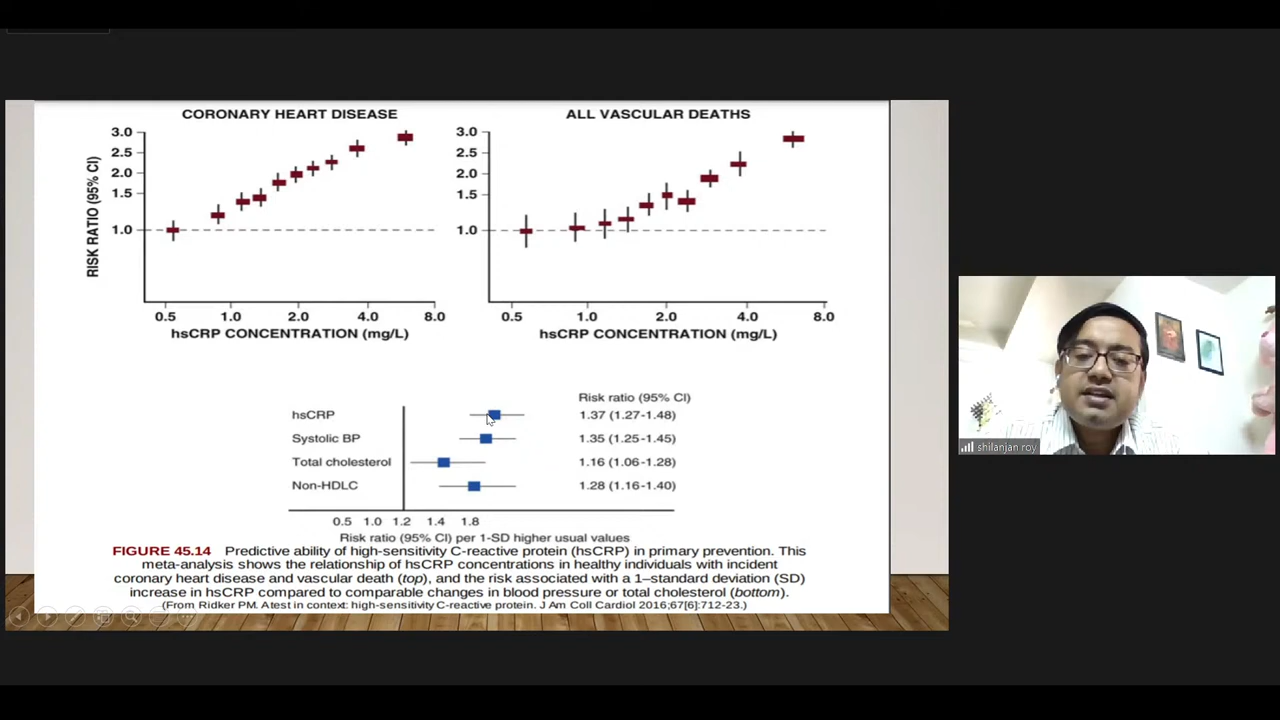 CORONARY HEART DISEASE
RISK RATIO (95% CI)
3.0
2.5
2.0
1.5
1.0
0.5 1.0 2.0 4.0 8.0
hsCRP CONCENTRATION (mg/L)
ALL VASCULAR DEATHS
3.0
2.5
2.0
1.5
1.0
0.5 1.0 2.0 4.0 8.0
hsCRP CONCENTRATION (mg/L)
Risk ratio (95% CI)
hsCRP 1.37 (1.27-1.48)
Systolic BP 1.35 (1.25-1.45)
Total cholesterol 1.16 (1.06-1.28)
Non-HDLC 1.28 (1.16-1.40)
0.5 1.0 1.2 1.4 1.8
Risk ratio (95% CI) per 1-SD higher usual values
FIGURE 45.14 Predictive ability of high-sensitivity C-reactive protein (hsCRP) in primary prevention. This
meta-analysis shows the relationship of hsCRP concentrations in healthy individuals with incident
coronary heart disease and vascular death (top), and the risk associated with a 1–standard deviation (SD)
increase in hsCRP compared to comparable changes in blood pressure or total cholesterol (bottom).
(From Ridker PM. A test in context: high-sensitivity C-reactive protein. J Am Coll Cardiol 2016;67[6]:712-23.)
shilanjan roy